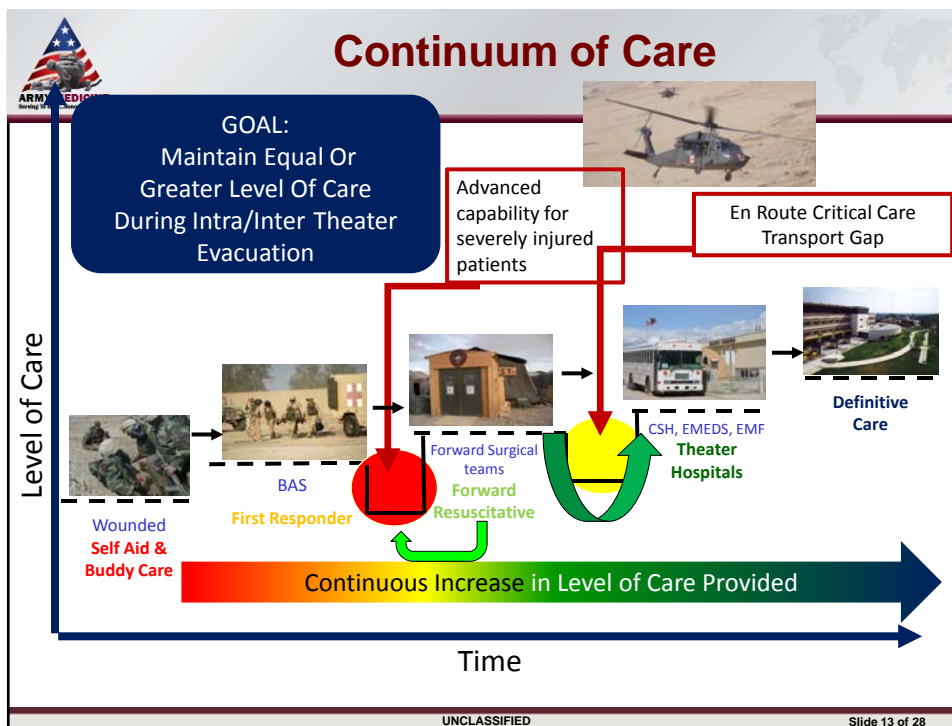 Continuum of Care
ARMY MEDICINE
GOAL:
Maintain Equal Or
Greater Level Of Care
During Intra/Inter Theater
Evacuation
Advanced
capability for
severely injured
patients
En Route Critical Care
Transport Gap
Level of Care
Wounded
Self Aid &
Buddy Care
BAS
First Responder
Forward Surgical
teams
Forward
Resuscitative
CSH, EMEDS, EMF
Theater
Hospitals
Definitive
Care
Continuous Increase in Level of Care Provided
Time
UNCLASSIFIED
Slide 13 of 28